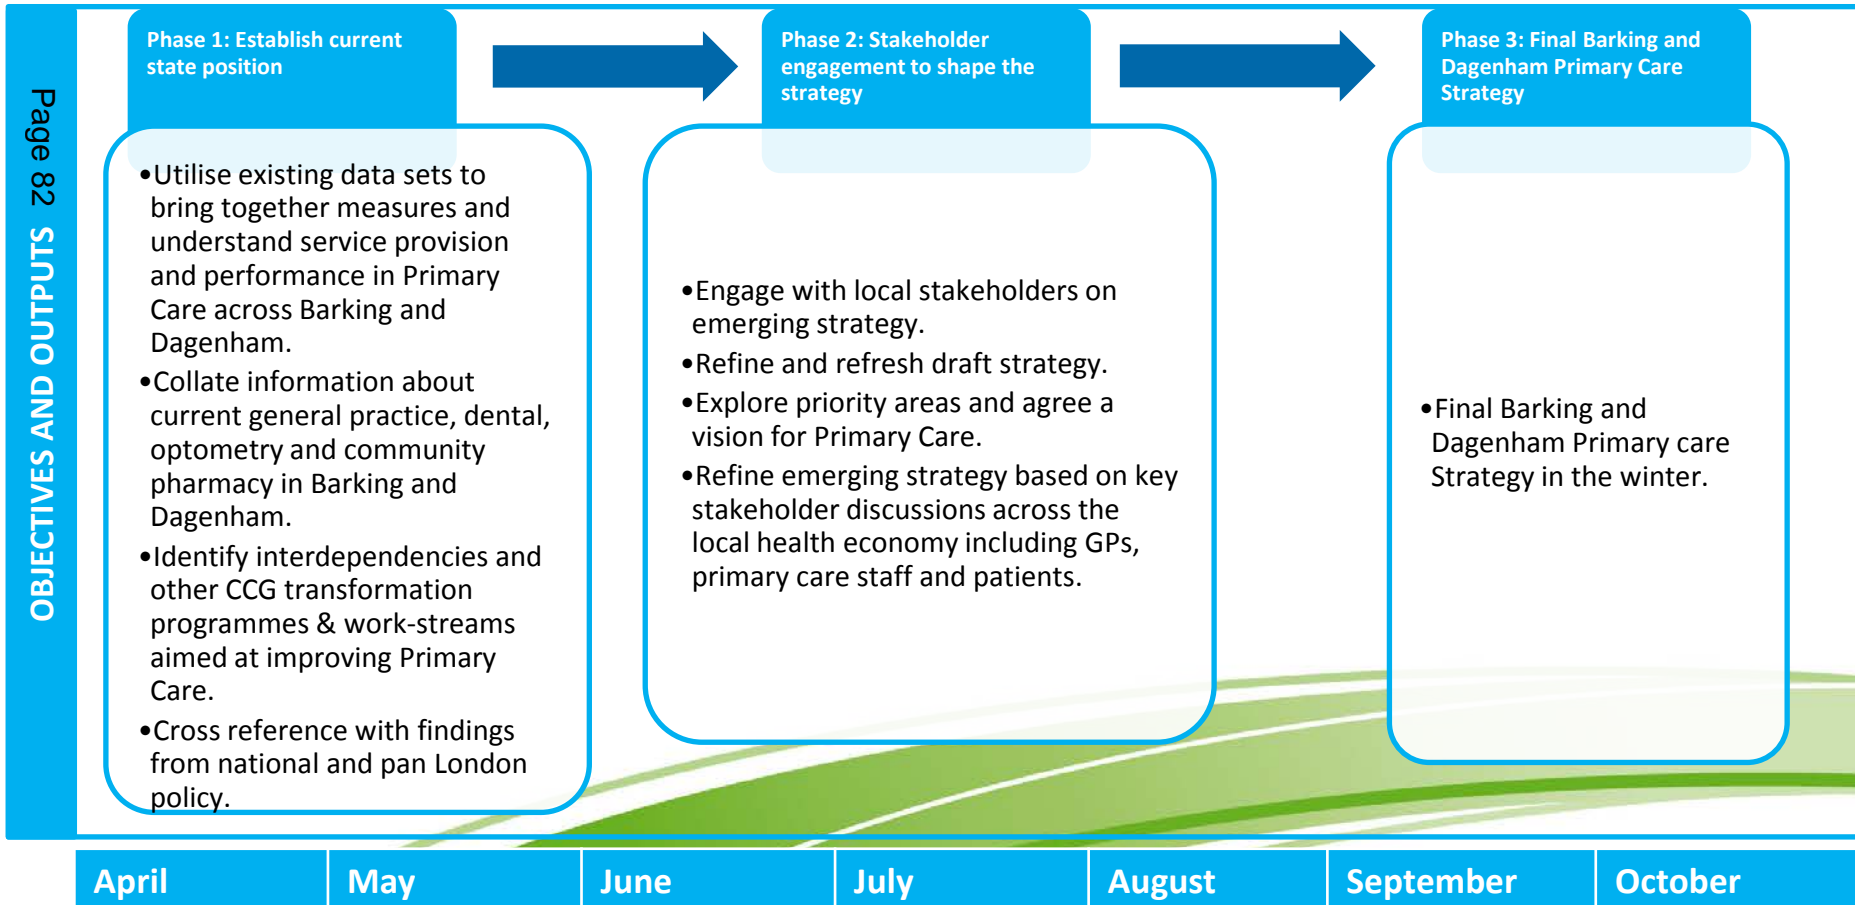 Page 82
OBJECTIVES AND OUTPUTS
Phase 1: Establish current
state position
•Utilise existing data sets to
bring together measures and
understand service provision
and performance in Primary
Care across Barking and
Dagenham.
•Collate information about
current general practice, dental,
optometry and community
pharmacy in Barking and
Dagenham.
•Identify interdependencies and
other CCG transformation
programmes & work-streams
aimed at improving Primary
Care.
•Cross reference with findings
from national and pan London
policy.
Phase 2: Stakeholder
engagement to shape the
strategy
•Engage with local stakeholders on
emerging strategy.
•Refine and refresh draft strategy.
•Explore priority areas and agree a
vision for Primary Care.
•Refine emerging strategy based on key
stakeholder discussions across the
local health economy including GPs,
primary care staff and patients.
Phase 3: Final Barking and
Dagenham Primary Care
Strategy
•Final Barking and
Dagenham Primary care
Strategy in the winter.
April
May
June
July
August
September
October